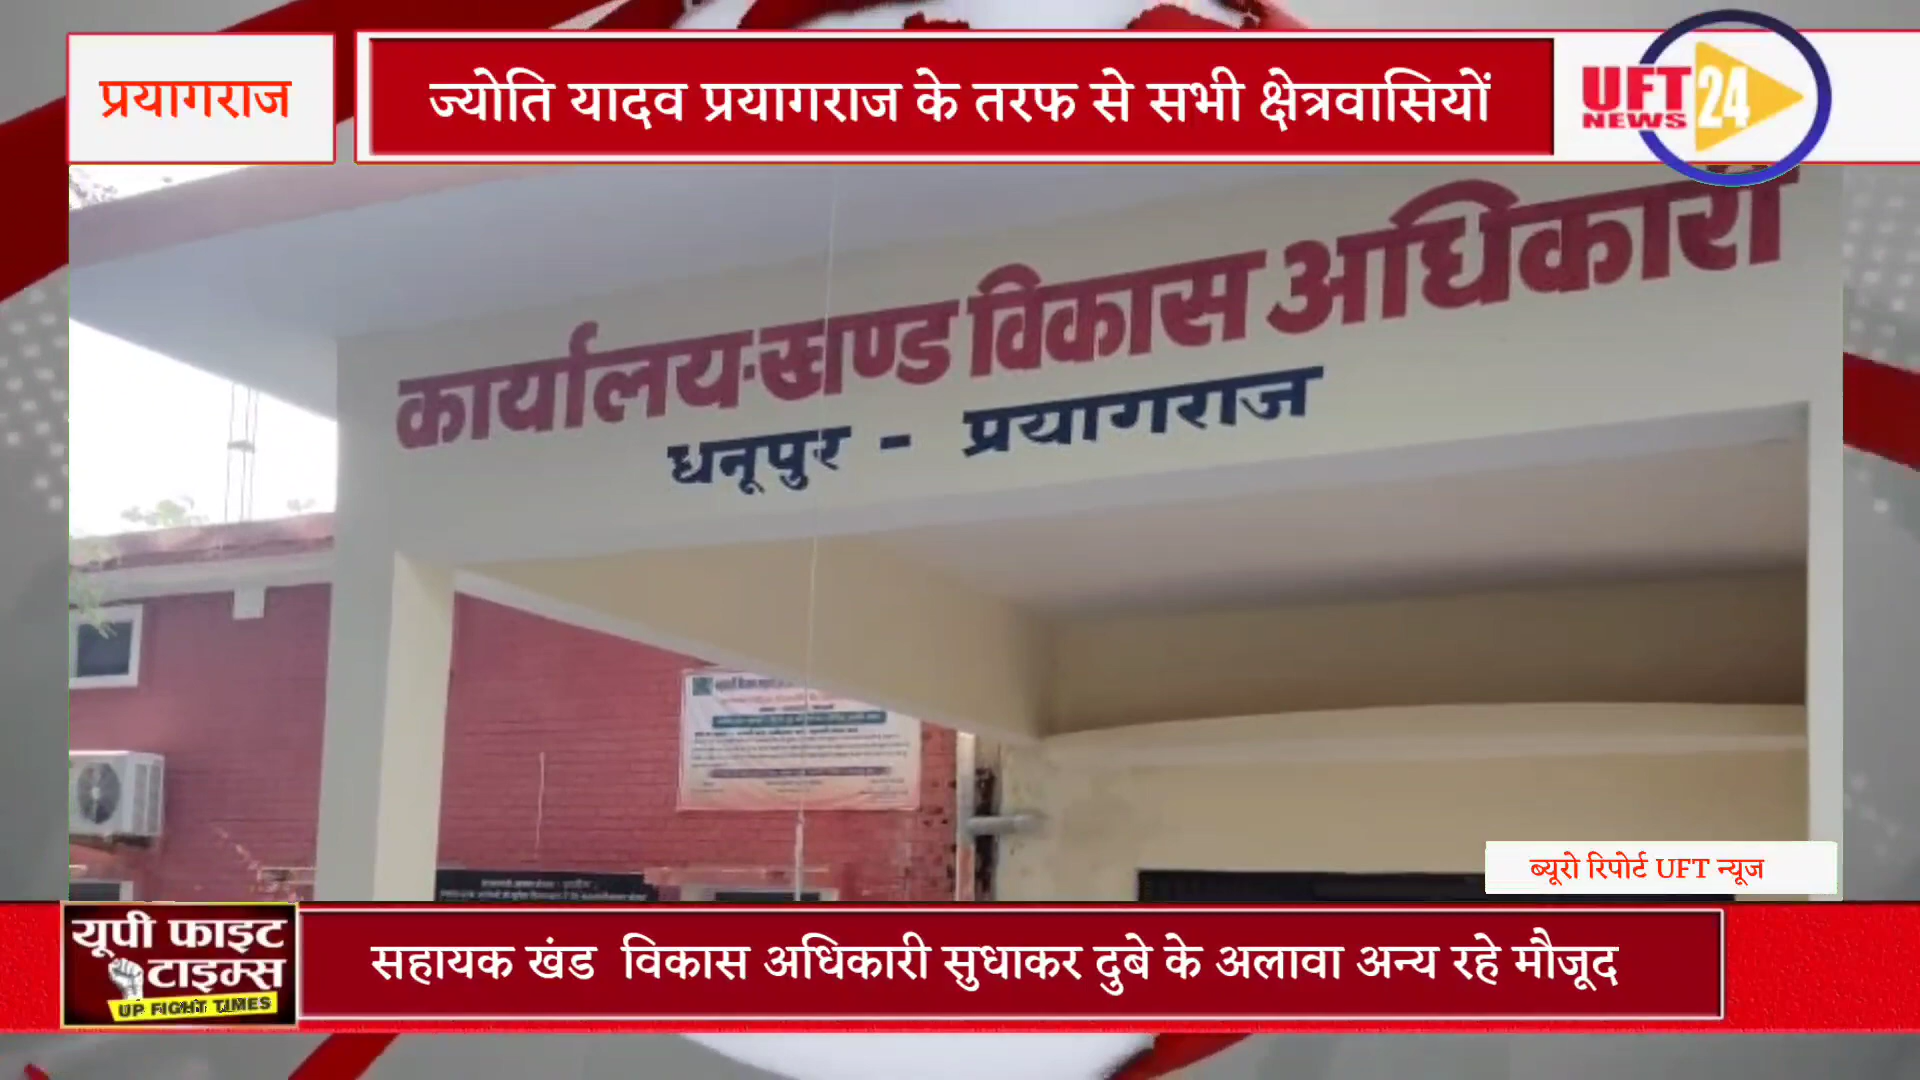 प्रयागराज
ज्योति यादव प्रयागराज के तरफ से सभी क्षेत्रवासियों
UFT 24
NEWS
कार्यालय-खण्ड विकास अधिकारी
धनूपुर - प्रयागराज
ब्यूरो रिपोर्ट UFT न्यूज
यूपी फाइट
टाइम्स
UP FIGHT TIMES
सहायक खंड विकास अधिकारी सुधाकर दुबे के अलावा अन्य रहे मौजूद